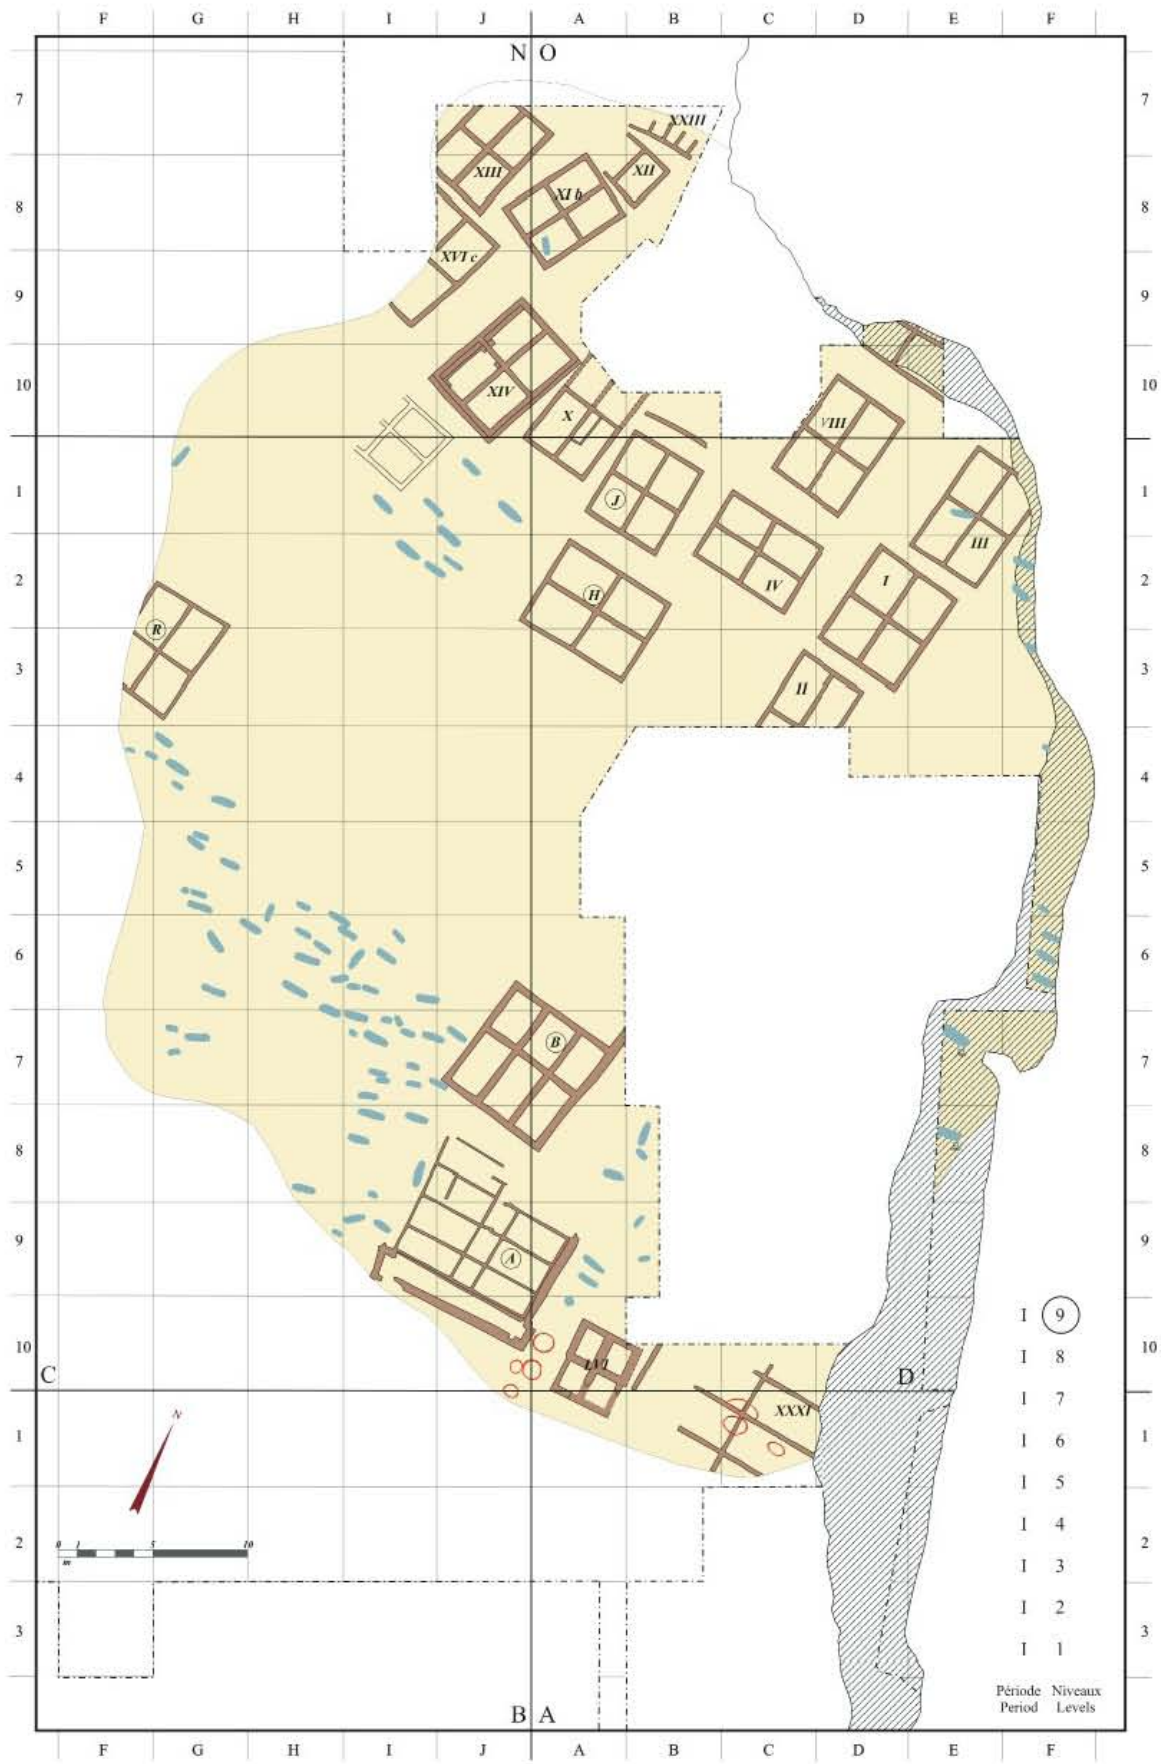 F G H I J A B C D E F
N O
7 7
XXIII
XIII
XII
XI b
8 8
XVI c
9 9
10 10
XIV
X
VIII
J
1 1
III
IV
I
2 2
H
R
II
3 3
4 4
5 5
6 6
B
7 7
8 8
A
9 9
I 9
10 10
LVI
I 8
C D
I 7
XXXI
N
1 1
I 6
I 5
I 4
0 1 5 10
m
2 2
I 3
I 2
3 3
I 1
Période Niveaux
Period Levels
B A
F G H I J A B C D E F